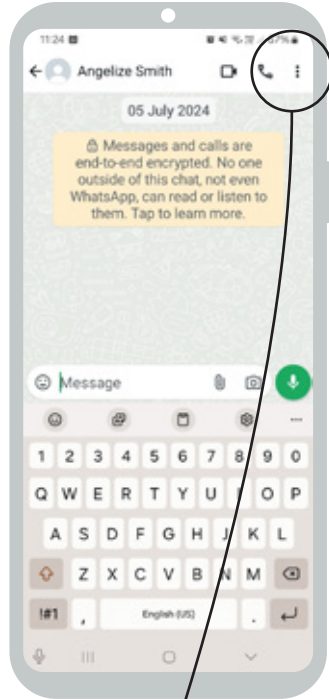 11:24
67%
Angelize Smith
05 July 2024
Messages and calls are
end-to-end encrypted. No one
outside of this chat, not even
WhatsApp, can read or listen to
them. Tap to learn more.
Message
1 2 3 4 5 6 7 8 9 0
Q W E R T Y U I O P
A S D F G H J K L
Z X C V B N M
!#1 , English (US) .